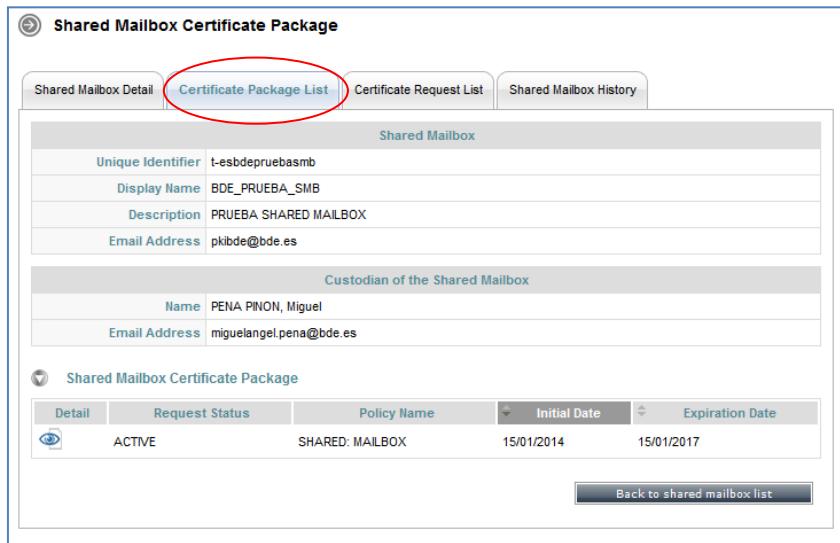 Shared Mailbox Certificate Package
Shared Mailbox Detail Certificate Package List Certificate Request List Shared Mailbox History
Shared Mailbox
Unique Identifier t-esbdepruebasmb
Display Name BDE_PRUEBA_SMB
Description PRUEBA SHARED MAILBOX
Email Address pkibde@bde.es
Custodian of the Shared Mailbox
Name PENA PINON, Miguel
Email Address miguelangel.pena@bde.es
Shared Mailbox Certificate Package
Detail Request Status Policy Name Initial Date Expiration Date
ACTIVE SHARED: MAILBOX 15/01/2014 15/01/2017
Back to shared mailbox list